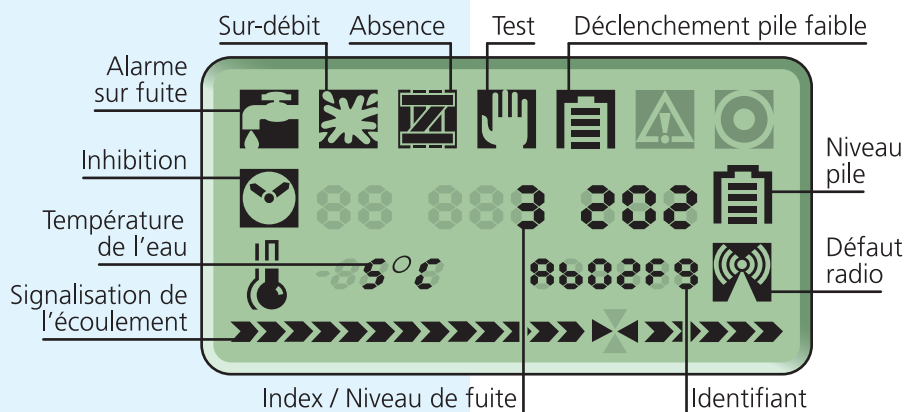 Sur-débit
Absence
Test
Déclenchement pile faible
Alarme
sur fuite
Inhibition
3 202
Niveau
pile
Température
de l'eau
5°C
Ab02F9
Défaut
radio
Signalisation de
l'écoulement
Index / Niveau de fuite
Identifiant